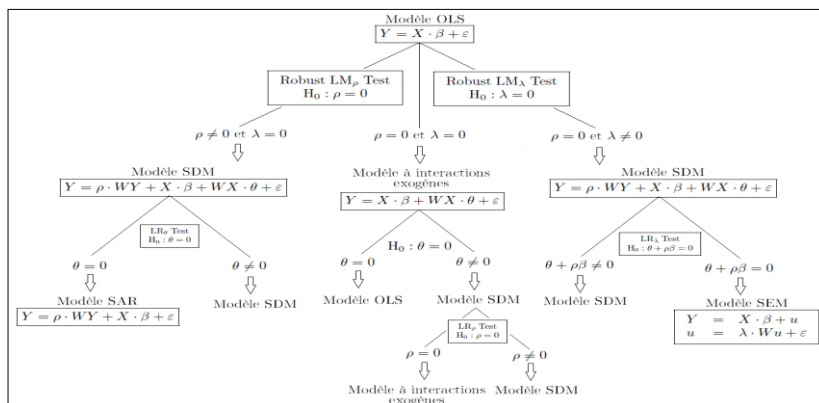 Modèle OLS
Y = X · β + ε
Robust LMρ Test
H0 : ρ = 0
Robust LMλ Test
H0 : λ = 0
ρ ≠ 0 et λ = 0
ρ = 0 et λ = 0
ρ = 0 et λ ≠ 0
Modèle SDM
Y = ρ · WY + X · β + WX · θ + ε
Modèle à interactions
exogènes
Y = X · β + WX · θ + ε
Modèle SDM
Y = ρ · WY + X · β + WX · θ + ε
LRρ Test
H0 : θ = 0
H0 : θ = 0
LRλ Test
H0 : θ + ρβ = 0
θ = 0
θ ≠ 0
θ = 0
θ ≠ 0
θ + ρβ ≠ 0
θ + ρβ = 0
Modèle SAR
Y = ρ · WY + X · β + ε
Modèle SDM
Modèle OLS
Modèle SDM
Modèle SDM
Modèle SEM
Y = X · β + u
u = λ · Wu + ε
LRρ Test
H0 : ρ = 0
ρ = 0
ρ ≠ 0
Modèle à interactions
exogènes
Modèle SDM